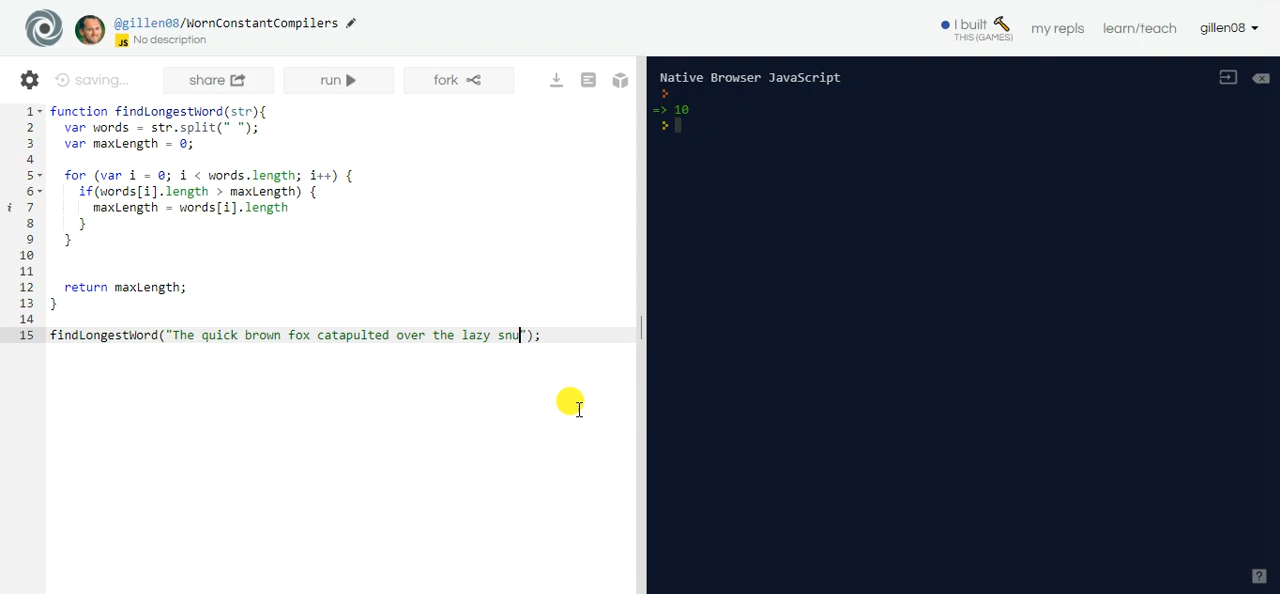 @gillen08/WornConstantCompilers
JS No description
I built
THIS (GAMES)
my repls
learn/teach
gillen08
saving...
share
run
fork
Native Browser JavaScript
=> 10
1 function findLongestWord(str){
2 var words = str.split(" ");
3 var maxLength = 0;
4
5 for (var i = 0; i < words.length; i++) {
6 if(words[i].length > maxLength) {
i 7 maxLength = words[i].length
8 }
9 }
10
11
12 return maxLength;
13 }
14
15 findLongestWord("The quick brown fox catapulted over the lazy snu");
?